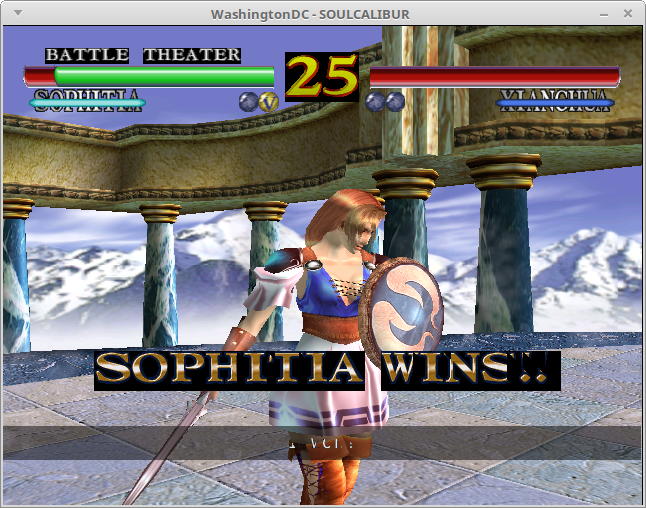 WashingtonDC - SOULCALIBUR
BATTLE THEATER
25
SOPHITIA
XIANGHUA
V
SOPHITIA WINS!!